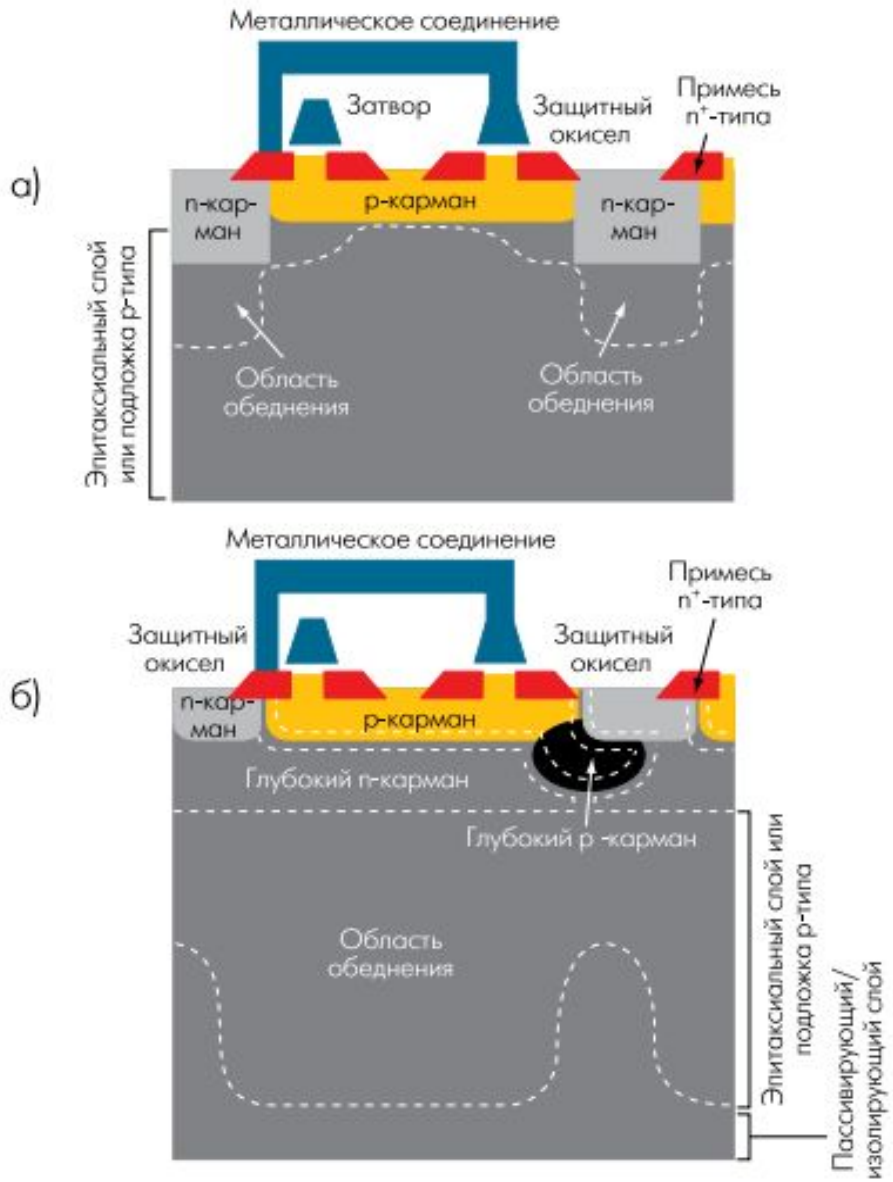 Металлическое соединение
Затвор
Защитный
окисел
Примесь
n⁺-типа
а)
n-кар-
ман
р-карман
n-кар-
ман
Эпитаксиальный слой
или подложка р-типа
Область
обеднения
Область
обеднения
Металлическое соединение
Примесь
n⁺-типа
Защитный
окисел
Защитный
окисел
б)
n-кар-
ман
р-карман
Глубокий n-карман
Глубокий р -карман
Область
обеднения
Эпитаксиальный слой или
подложка р-типа
Пассивирующий/
изолирующий слой